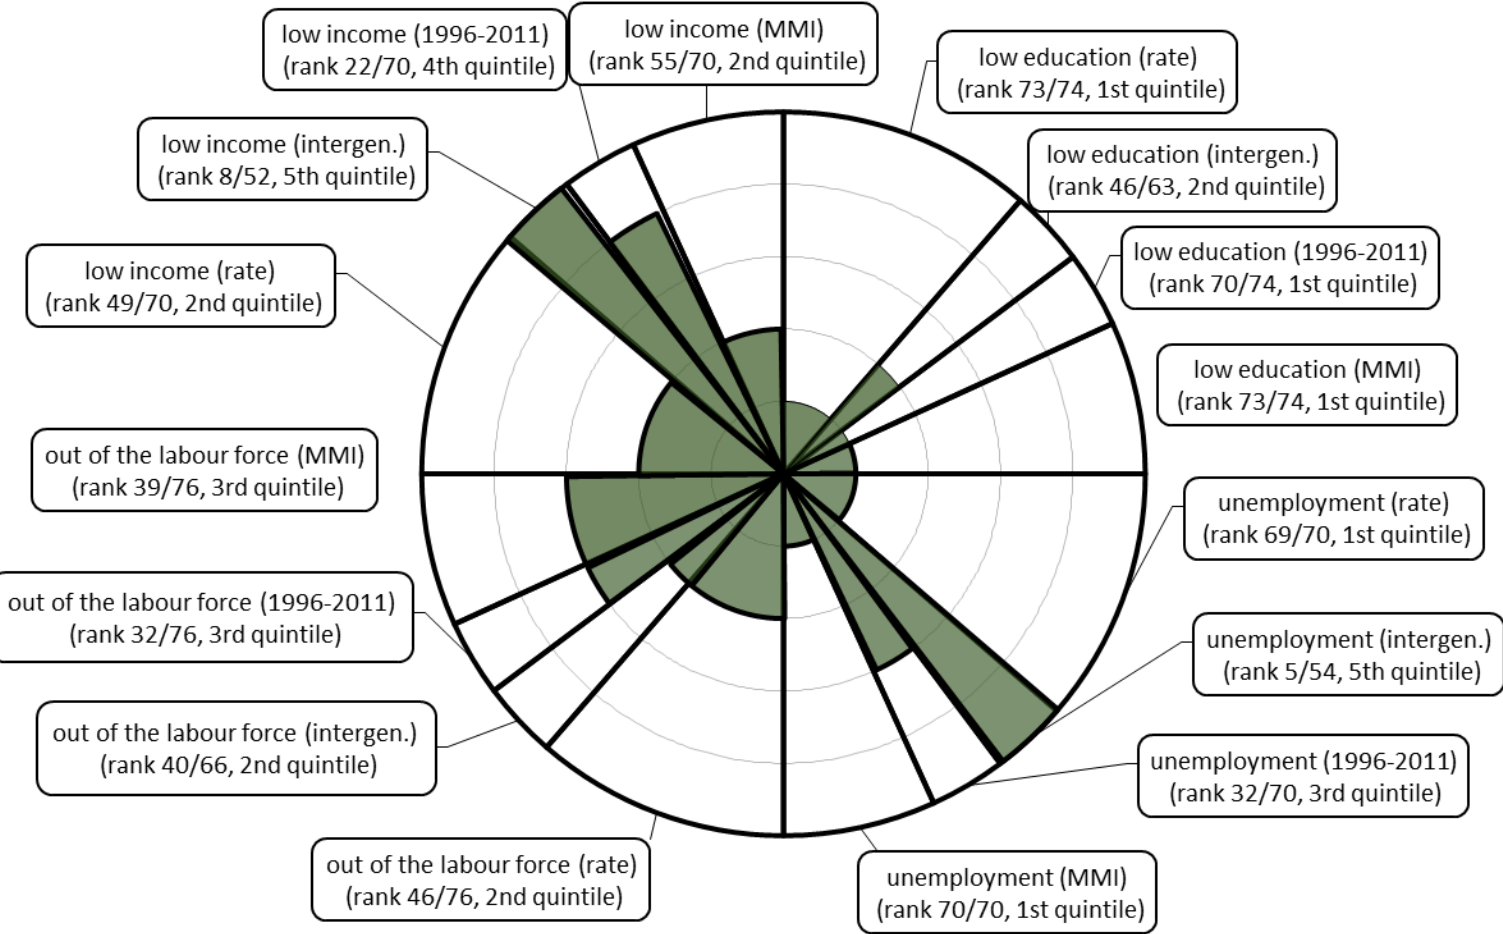 low income (1996-2011)
(rank 22/70, 4th quintile)
low income (MMI)
(rank 55/70, 2nd quintile)
low education (rate)
(rank 73/74, 1st quintile)
low income (intergen.)
(rank 8/52, 5th quintile)
low education (intergen.)
(rank 46/63, 2nd quintile)
low income (rate)
(rank 49/70, 2nd quintile)
low education (1996-2011)
(rank 70/74, 1st quintile)
low education (MMI)
(rank 73/74, 1st quintile)
out of the labour force (MMI)
(rank 39/76, 3rd quintile)
unemployment (rate)
(rank 69/70, 1st quintile)
out of the labour force (1996-2011)
(rank 32/76, 3rd quintile)
unemployment (intergen.)
(rank 5/54, 5th quintile)
out of the labour force (intergen.)
(rank 40/66, 2nd quintile)
unemployment (1996-2011)
(rank 32/70, 3rd quintile)
out of the labour force (rate)
(rank 46/76, 2nd quintile)
unemployment (MMI)
(rank 70/70, 1st quintile)